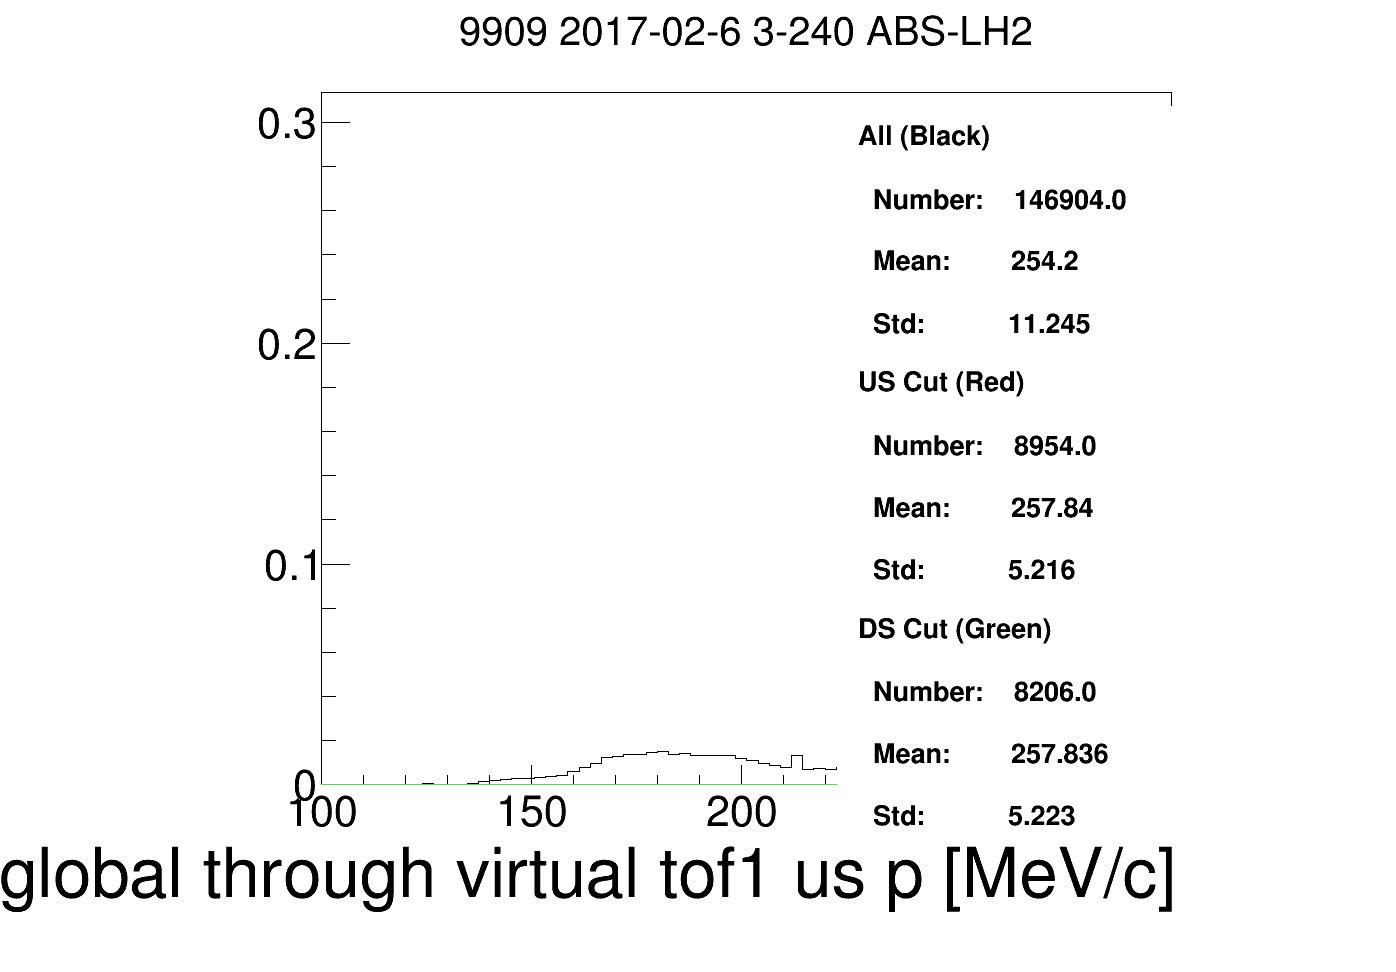 9909 2017-02-6 3-240 ABS-LH2
0.3
0.2
0.1
0
100 150 200
global through virtual tof1 us p [MeV/c]
All (Black)
Number: 146904.0
Mean: 254.2
Std: 11.245
US Cut (Red)
Number: 8954.0
Mean: 257.84
Std: 5.216
DS Cut (Green)
Number: 8206.0
Mean: 257.836
Std: 5.223